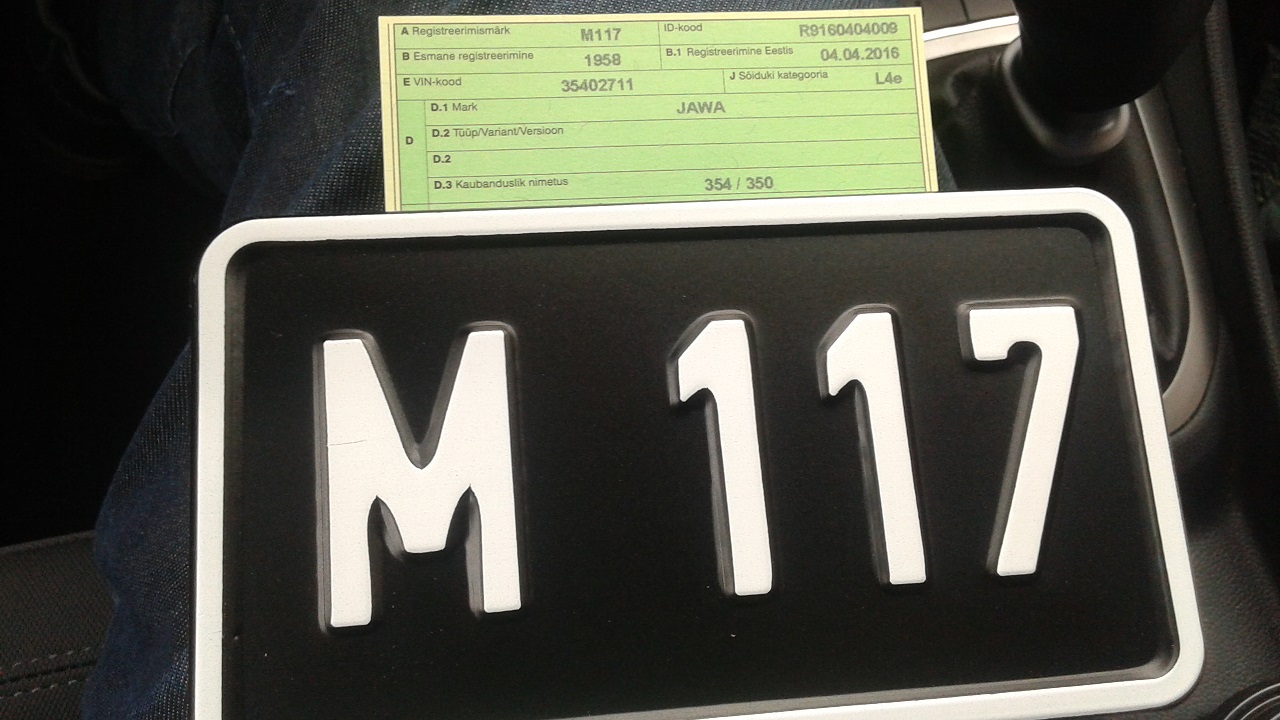 A Registreerimismärk M117 ID-kood R9160404009
B Esmane registreerimine 1958 B.1 Registreerimine Eestis 04.04.2016
E VIN-kood 35402711 J Sõiduki kategooria L4e
D.1 Mark JAWA
D D.2 Tüüp/Variant/Versioon
D.2
D.3 Kaubanduslik nimetus 354 / 350
M 117